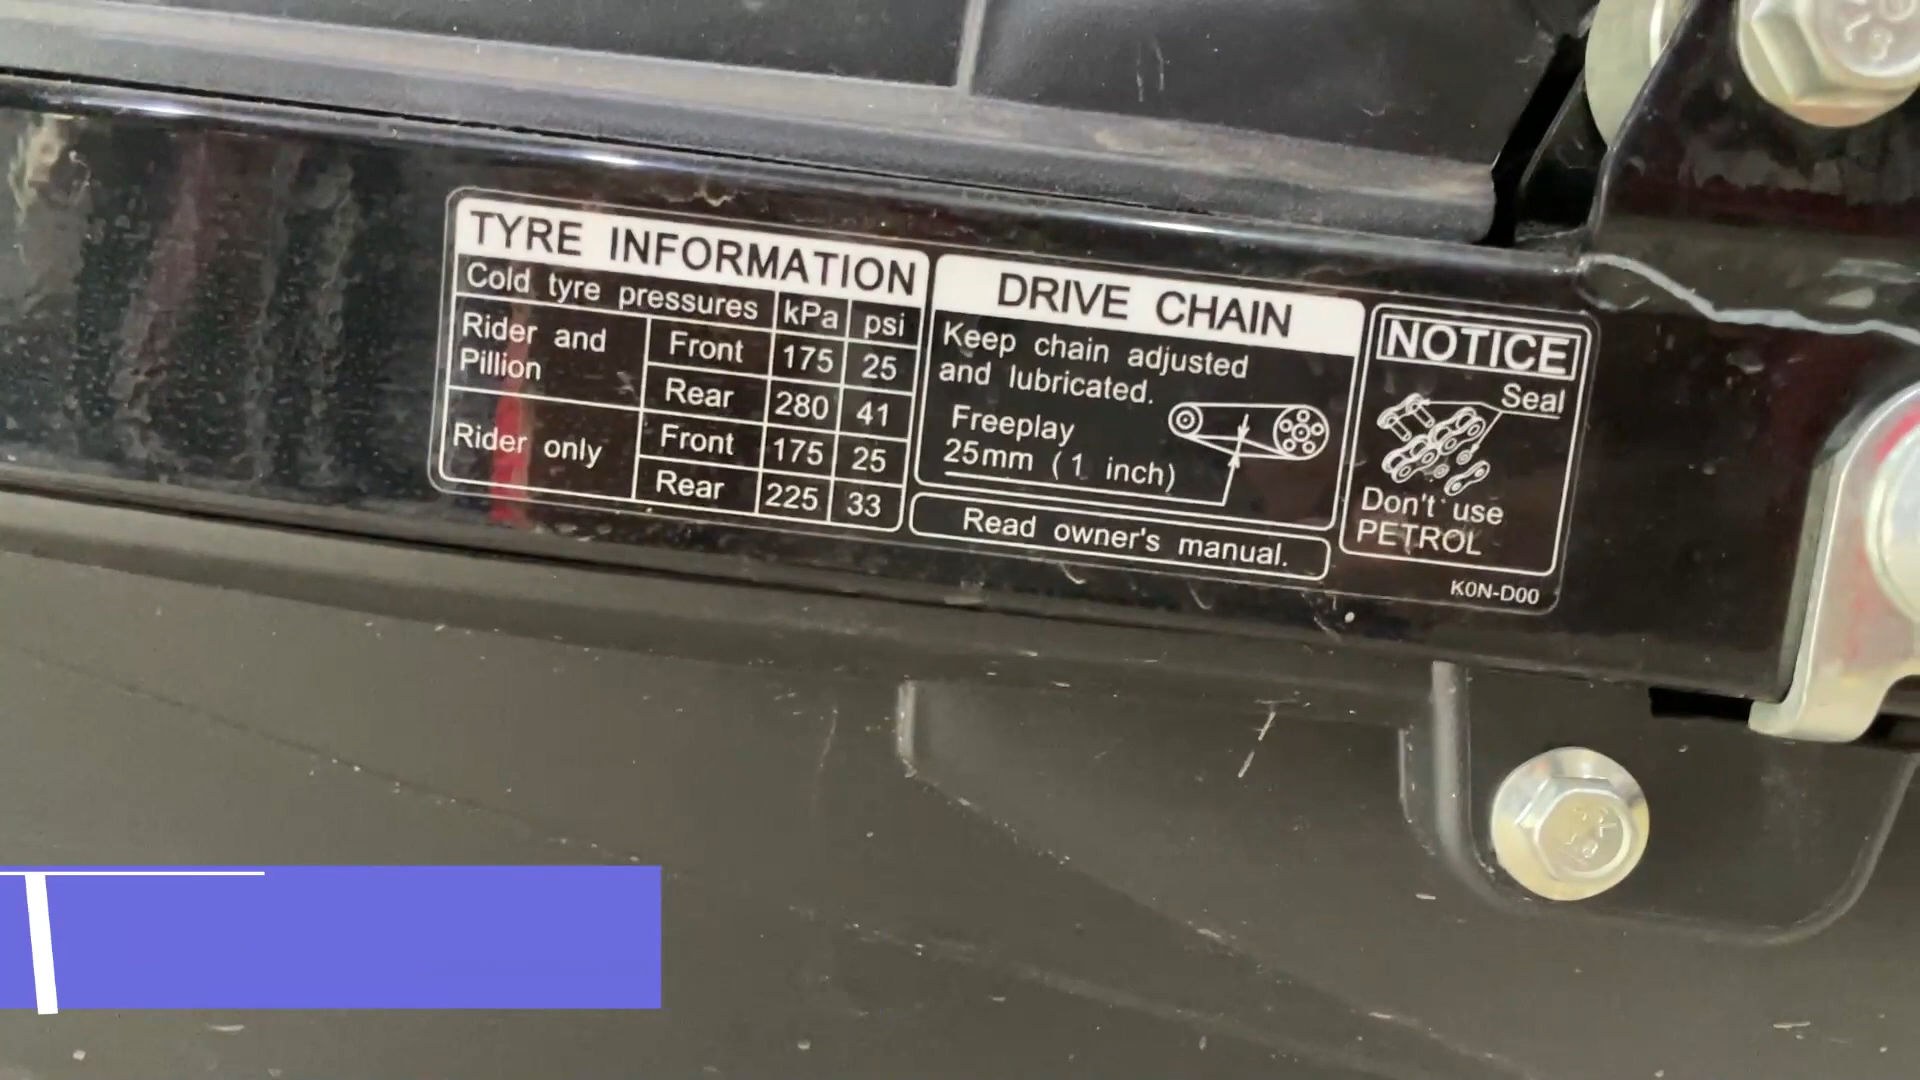 TYRE INFORMATION
Cold tyre pressures kPa psi
Rider and Pillion Front 175 25
Rear 280 41
Rider only Front 175 25
Rear 225 33
DRIVE CHAIN
Keep chain adjusted
and lubricated.
Freeplay
25mm (1 inch)
Read owner's manual.
NOTICE
Seal
Don't use
PETROL
K0N-D00